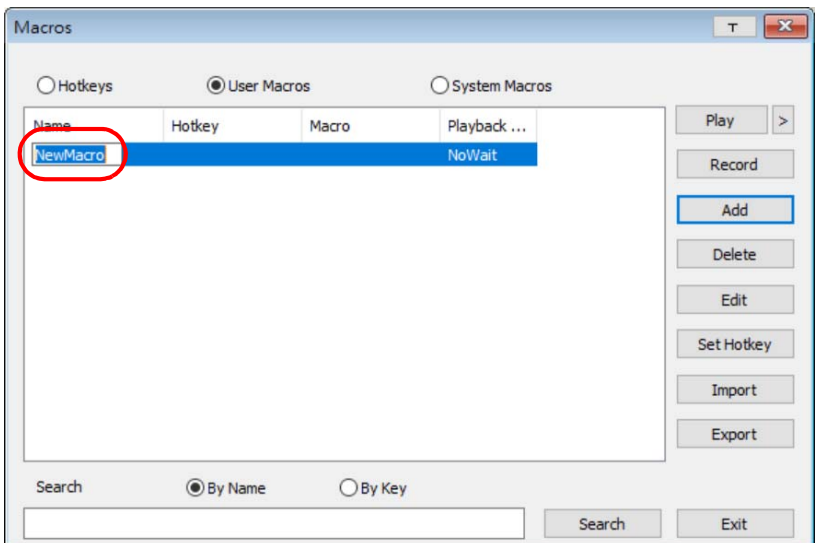 Macros T
Hotkeys User Macros System Macros
Name Hotkey Macro Playback ... Play >
NewMacro NoWait
Record
Add
Delete
Edit
Set Hotkey
Import
Export
Search By Name By Key
Search Exit